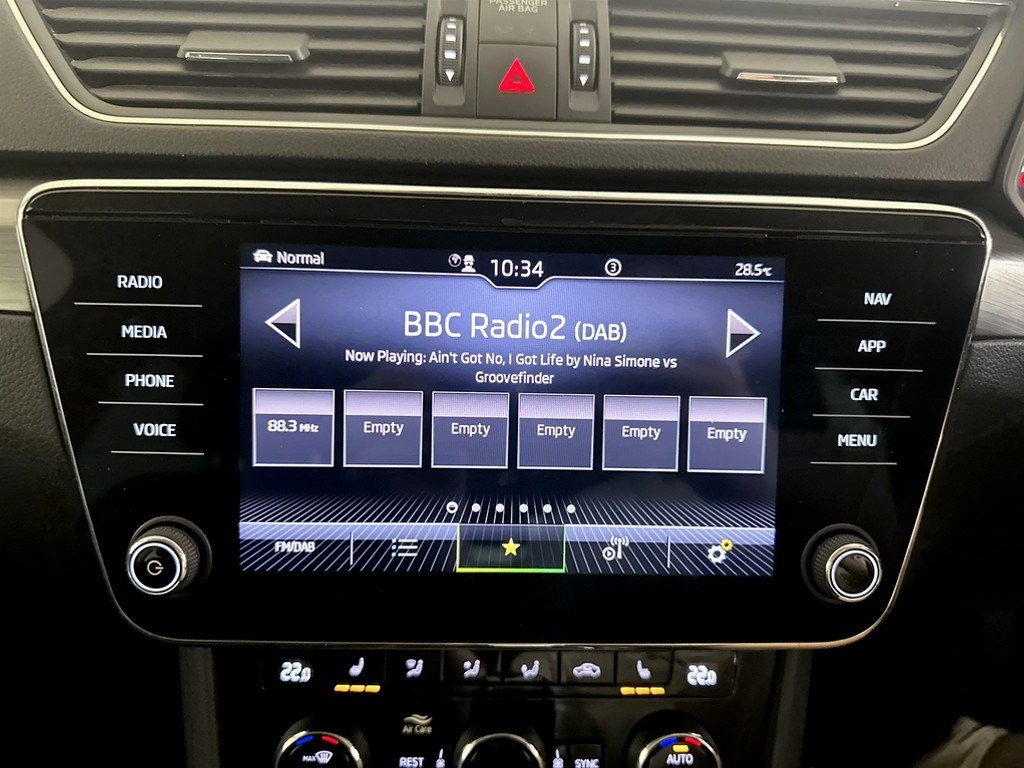 PASSENGER
AIR BAG
RADIO
MEDIA
PHONE
VOICE
Normal
10:34
3
28.5°C
BBC Radio2 (DAB)
Now Playing: Ain't Got No, I Got Life by Nina Simone vs
Groovefinder
88.3 MHz
Empty
Empty
Empty
Empty
Empty
FM/DAB
NAV
APP
CAR
MENU
22.0
22.0
Air Care
MAX
REST
SYNC
AUTO